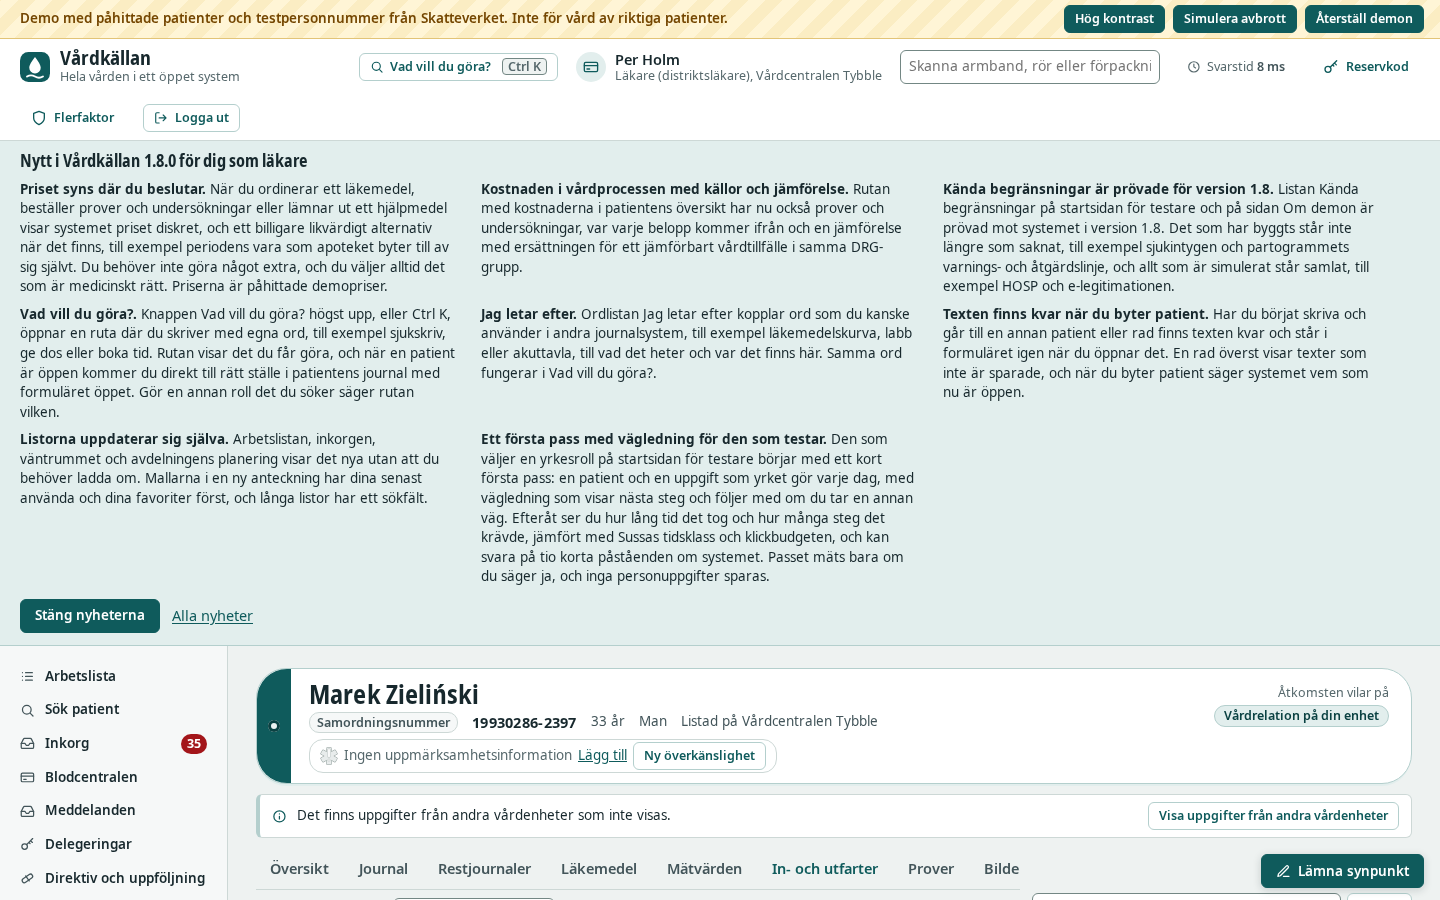 Demo med påhittade patienter och testpersonnummer från Skatteverket. Inte för vård av riktiga patienter.
Hög kontrast
Simulera avbrott
Återställ demon
Vårdkällan
Hela vården i ett öppet system
Vad vill du göra? Ctrl K
Per Holm
Läkare (distriktsläkare), Vårdcentralen Tybble
Skanna armband, rör eller förpackni
Svarstid 8 ms
Reservkod
Flerfaktor
Logga ut
Nytt i Vårdkällan 1.8.0 för dig som läkare
Priset syns där du beslutar. När du ordinerar ett läkemedel,
beställer prover och undersökningar eller lämnar ut ett hjälpmedel
visar systemet priset diskret, och ett billigare likvärdigt alternativ
när det finns, till exempel periodens vara som apoteket byter till av
sig självt. Du behöver inte göra något extra, och du väljer alltid det
som är medicinskt rätt. Priserna är påhittade demopriser.
Kostnaden i vårdprocessen med källor och jämförelse. Rutan
med kostnaderna i patientens översikt har nu också prover och
undersökningar, var varje belopp kommer ifrån och en jämförelse
med ersättningen för ett jämförbart vårdtillfälle i samma DRG-
grupp.
Kända begränsningar är prövade för version 1.8. Listan Kända
begränsningar på startsidan för testare och på sidan Om demon är
prövad mot systemet i version 1.8. Det som har byggts står inte
längre som saknat, till exempel sjukintygen och partogrammets
varnings- och åtgärdslinje, och allt som är simulerat står samlat, till
exempel HOSP och e-legitimationen.
Vad vill du göra?. Knappen Vad vill du göra? högst upp, eller Ctrl K,
öppnar en ruta där du skriver med egna ord, till exempel sjukskriv,
ge dos eller boka tid. Rutan visar det du får göra, och när en patient
är öppen kommer du direkt till rätt ställe i patientens journal med
formuläret öppet. Gör en annan roll det du söker säger rutan
vilken.
Jag letar efter. Ordlistan Jag letar efter kopplar ord som du kanske
använder i andra journalsystem, till exempel läkemedelskurva, labb
eller akuttavla, till vad det heter och var det finns här. Samma ord
fungerar i Vad vill du göra?.
Texten finns kvar när du byter patient. Har du börjat skriva och
går till en annan patient eller rad finns texten kvar och står i
formuläret igen när du öppnar det. En rad överst visar texter som
inte är sparade, och när du byter patient säger systemet vem som
nu är öppen.
Listorna uppdaterar sig själva. Arbetslistan, inkorgen,
väntrummet och avdelningens planering visar det nya utan att du
behöver ladda om. Mallarna i en ny anteckning har dina senast
använda och dina favoriter först, och långa listor har ett sökfält.
Ett första pass med vägledning för den som testar. Den som
väljer en yrkesroll på startsidan för testare börjar med ett kort
första pass: en patient och en uppgift som yrket gör varje dag, med
vägledning som visar nästa steg och följer med om du tar en annan
väg. Efteråt ser du hur lång tid det tog och hur många steg det
krävde, jämfört med Sussas tidsklass och klickbudgeten, och kan
svara på tio korta påståenden om systemet. Passet mäts bara om
du säger ja, och inga personuppgifter sparas.
Stäng nyheterna
Alla nyheter
Arbetslista
Sök patient
Inkorg 35
Blodcentralen
Meddelanden
Delegeringar
Direktiv och uppföljning
Marek Zieliński
Samordningsnummer 19930286-2397 33 år Man Listad på Vårdcentralen Tybble
Ingen uppmärksamhetsinformation Lägg till Ny överkänslighet
Åtkomsten vilar på
Vårdrelation på din enhet
Det finns uppgifter från andra vårdenheter som inte visas.
Visa uppgifter från andra vårdenheter
Översikt Journal Restjournaler Läkemedel Mätvärden In- och utfarter Prover Bilde
Lämna synpunkt